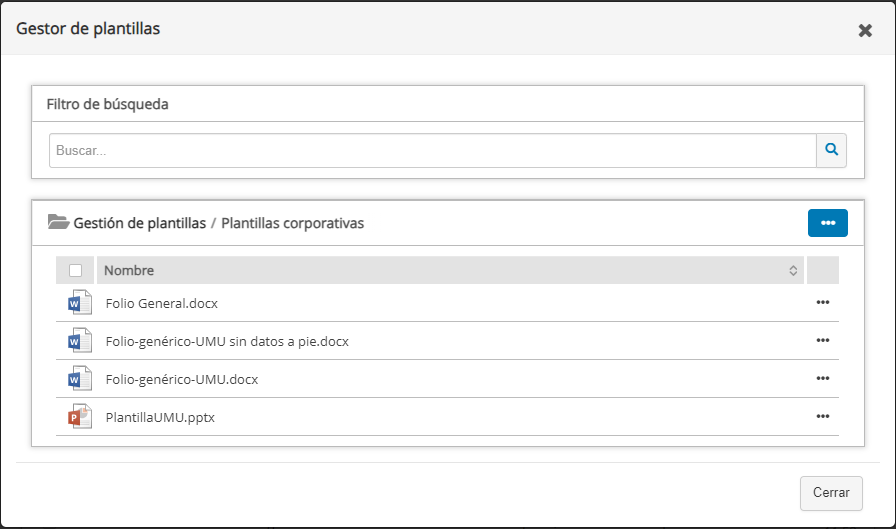 Gestor de plantillas
Filtro de búsqueda
Buscar...
Gestión de plantillas / Plantillas corporativas
Nombre
Folio General.docx
Folio-genérico-UMU sin datos a pie.docx
Folio-genérico-UMU.docx
PlantillaUMU.pptx
Cerrar